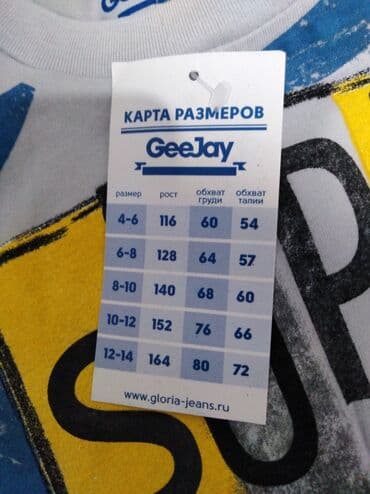 GeeJay
КАРТА РАЗМЕРОВ
GeeJay
размер рост обхват груди обхват талии
4-6 116 60 54
6-8 128 64 57
8-10 140 68 60
10-12 152 76 66
12-14 164 80 72
www.gloria-jeans.ru